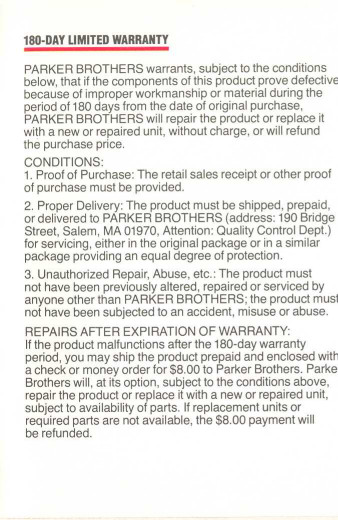 180-DAY LIMITED WARRANTY
PARKER BROTHERS warrants, subject to the conditions
below, that if the components of this product prove defective
because of improper workmanship or material during the
period of 180 days from the date of original purchase,
PARKER BROTHERS will repair the product or replace it
with a new or repaired unit, without charge, or will refund
the purchase price.
CONDITIONS:
1. Proof of Purchase: The retail sales receipt or other proof
of purchase must be provided.
2. Proper Delivery: The product must be shipped, prepaid,
or delivered to PARKER BROTHERS (address: 190 Bridge
Street, Salem, MA 01970, Attention: Quality Control Dept.)
for servicing, either in the original package or in a similar
package providing an equal degree of protection.
3. Unauthorized Repair, Abuse, etc.: The product must
not have been previously altered, repaired or serviced by
anyone other than PARKER BROTHERS; the product must
not have been subjected to an accident, misuse or abuse.
REPAIRS AFTER EXPIRATION OF WARRANTY:
If the product malfunctions after the 180-day warranty
period, you may ship the product prepaid and enclosed with
a check or money order for $8.00 to Parker Brothers. Parke
Brothers will, at its option, subject to the conditions above,
repair the product or replace it with a new or repaired unit,
subject to availability of parts. If replacement units or
required parts are not available, the $8.00 payment will
be refunded.